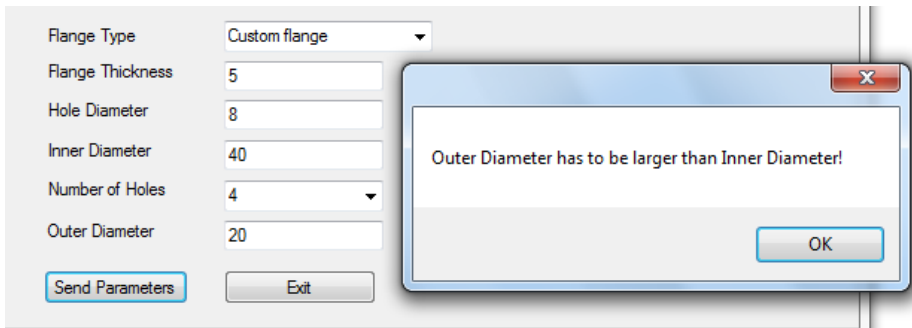 Flange Type Custom flange
Flange Thickness 5
Hole Diameter 8
Inner Diameter 40
Outer Diameter has to be larger than Inner Diameter!
Number of Holes 4
Outer Diameter 20
OK
Send Parameters Exit